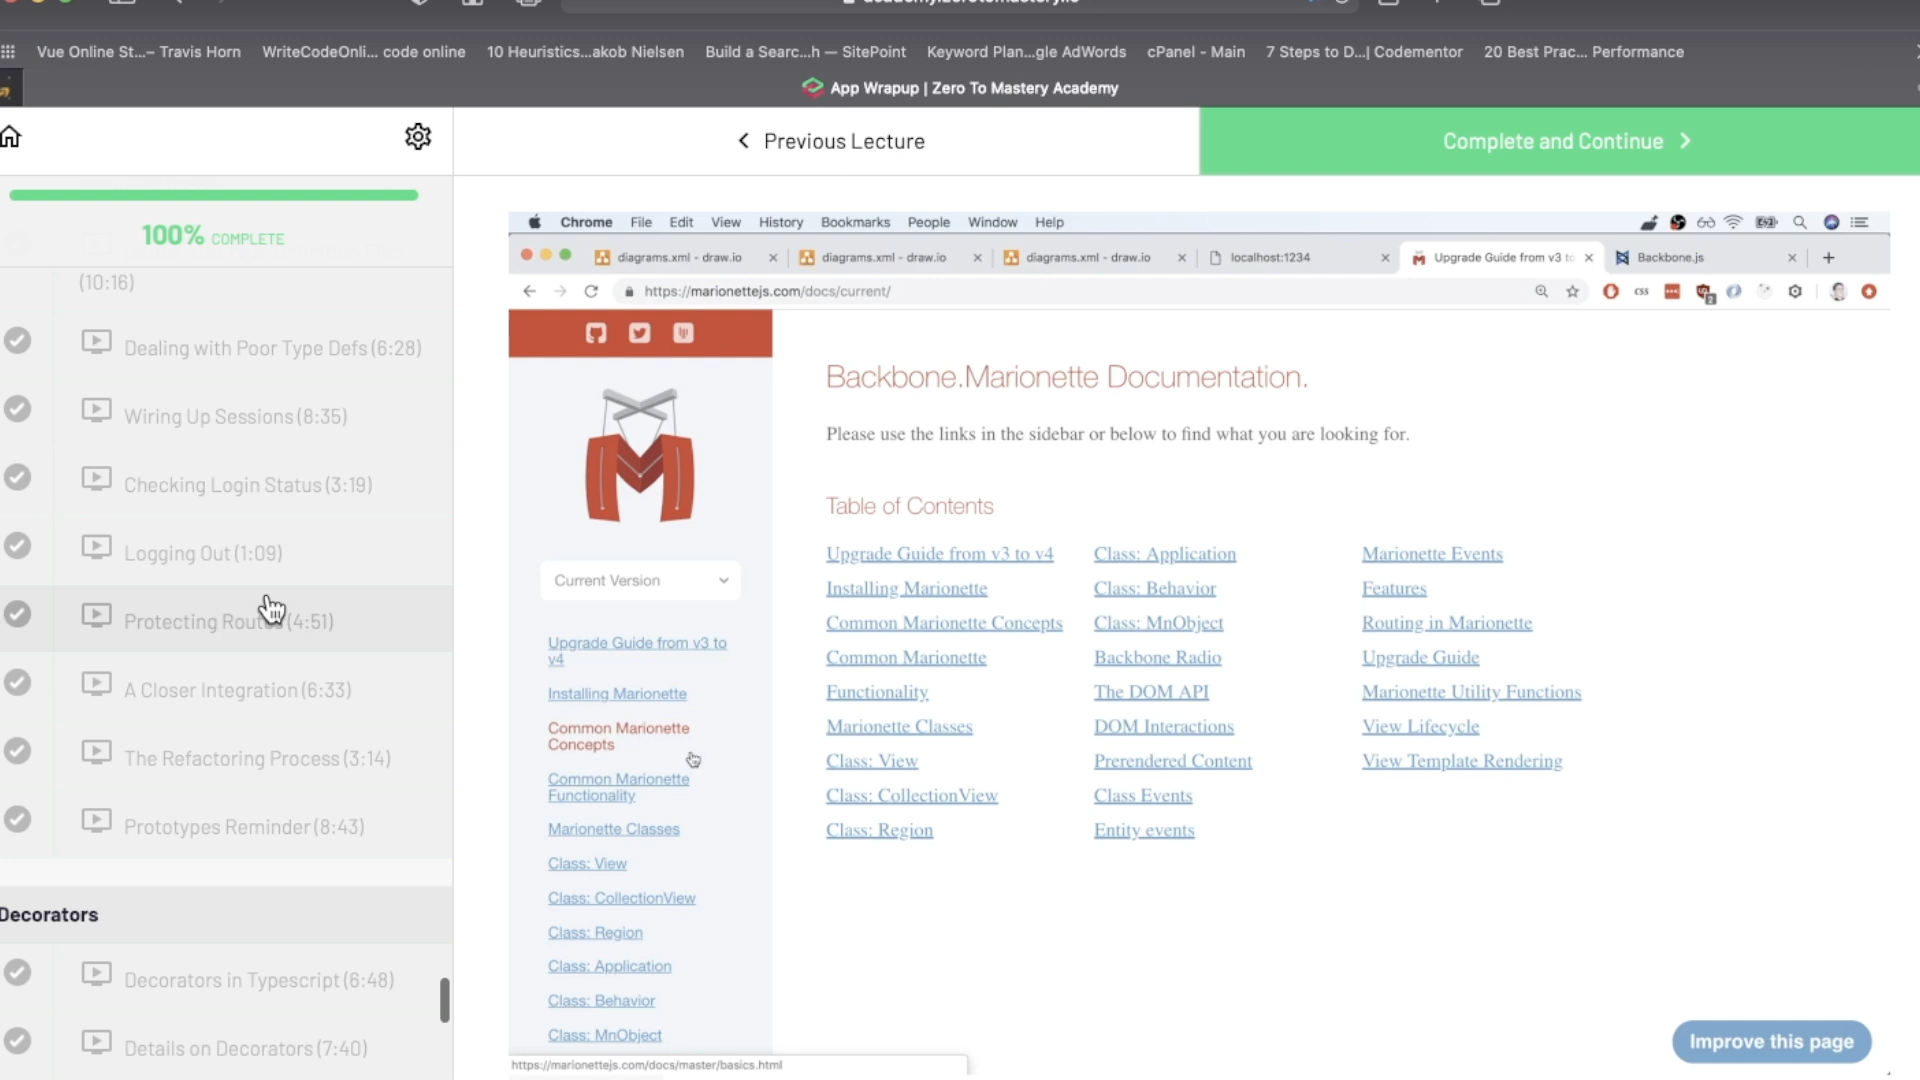 Vue Online St...– Travis Horn WriteCodeOnli... code online 10 Heuristics...akob Nielsen Build a Searc...h — SitePoint Keyword Plan...gle AdWords cPanel - Main 7 Steps to D...| Codementor 20 Best Prac... Performance
App Wrapup | Zero To Mastery Academy
Previous Lecture
Complete and Continue
100% COMPLETE
(10:16)
Dealing with Poor Type Defs (6:28)
Wiring Up Sessions (8:35)
Checking Login Status (3:19)
Logging Out (1:09)
Protecting (4:51)
A Closer Integration (6:33)
The Refactoring Process (3:14)
Prototypes Reminder (8:43)
Decorators
Decorators in Typescript (6:48)
Details on Decorators (7:40)
Chrome File Edit View History Bookmarks People Window Help
diagrams.xml - draw.io diagrams.xml - draw.io diagrams.xml - draw.io localhost:1234 Upgrade Guide from v3 to Backbone.js
https://marionettejs.com/docs/current/
css
2
Current Version
Upgrade Guide from v3 to
v4
Installing Marionette
Common Marionette
Concepts
Common Marionette
Functionality
Marionette Classes
Class: View
Class: CollectionView
Class: Region
Class: Application
Class: Behavior
Class: MnObject
https://marionettejs.com/docs/master/basics.html
Backbone.Marionette Documentation.
Please use the links in the sidebar or below to find what you are looking for.
Table of Contents
Upgrade Guide from v3 to v4
Installing Marionette
Common Marionette Concepts
Common Marionette
Functionality
Marionette Classes
Class: View
Class: CollectionView
Class: Region
Class: Application
Class: Behavior
Class: MnObject
Backbone Radio
The DOM API
DOM Interactions
Prerendered Content
Class Events
Entity events
Marionette Events
Features
Routing in Marionette
Upgrade Guide
Marionette Utility Functions
View Lifecycle
View Template Rendering
Improve this page